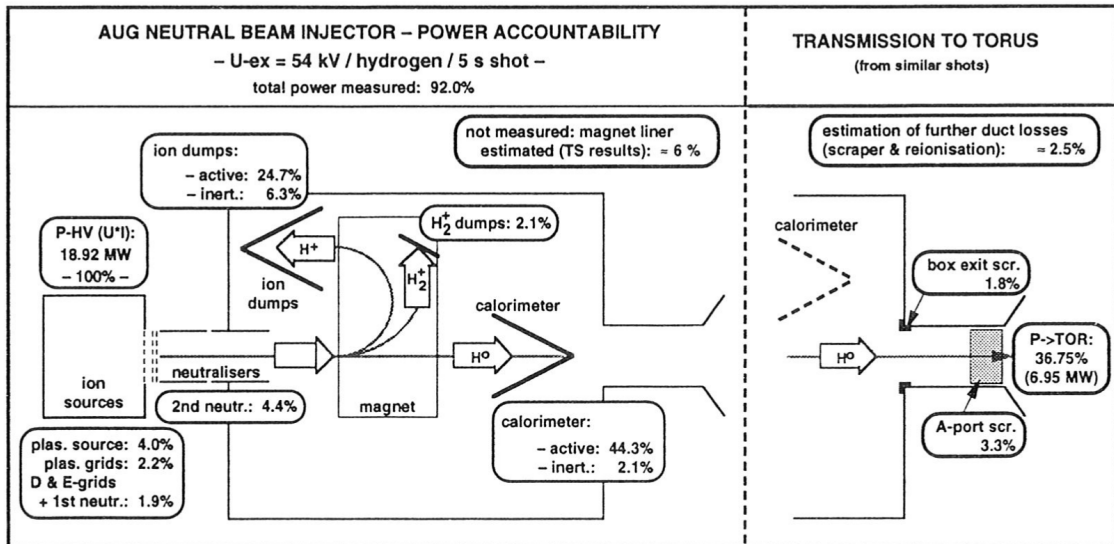 AUG NEUTRAL BEAM INJECTOR – POWER ACCOUNTABILITY
– U-ex = 54 kV / hydrogen / 5 s shot –
total power measured: 92.0%
TRANSMISSION TO TORUS
(from similar shots)
ion dumps:
– active: 24.7%
– inert.: 6.3%
not measured: magnet liner
estimated (TS results): ≈ 6 %
estimation of further duct losses
(scraper & reionisation): ≈ 2.5%
P-HV (U*I):
18.92 MW
– 100% –
H+
ion
dumps
H2+ dumps: 2.1%
H2+
calorimeter
calorimeter
box exit scr.
1.8%
ion
sources
neutralisers
Ho
Ho
P->TOR:
36.75%
(6.95 MW)
2nd neutr.: 4.4%
magnet
A-port scr.
3.3%
plas. source: 4.0%
plas. grids: 2.2%
D & E-grids
+ 1st neutr.: 1.9%
calorimeter:
– active: 44.3%
– inert.: 2.1%